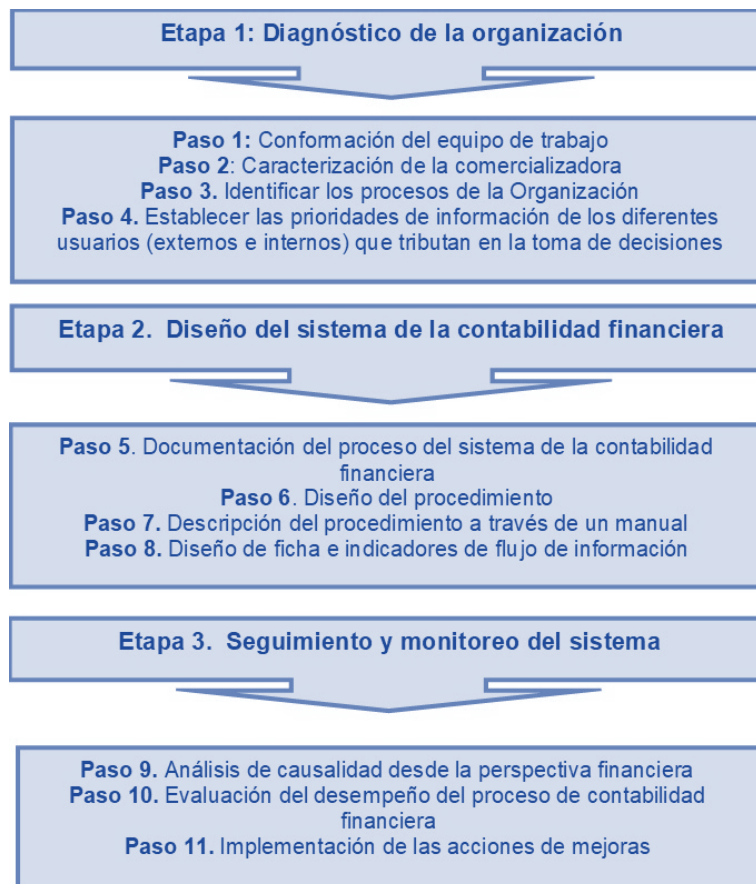 Etapa 1: Diagnóstico de la organización
Paso 1: Conformación del equipo de trabajo
Paso 2: Caracterización de la comercializadora
Paso 3. Identificar los procesos de la Organización
Paso 4. Establecer las prioridades de información de los diferentes
usuarios (externos e internos) que tributan en la toma de decisiones
Etapa 2. Diseño del sistema de la contabilidad financiera
Paso 5. Documentación del proceso del sistema de la contabilidad
financiera
Paso 6. Diseño del procedimiento
Paso 7. Descripción del procedimiento a través de un manual
Paso 8. Diseño de ficha e indicadores de flujo de información
Etapa 3. Seguimiento y monitoreo del sistema
Paso 9. Análisis de causalidad desde la perspectiva financiera
Paso 10. Evaluación del desempeño del proceso de contabilidad
financiera
Paso 11. Implementación de las acciones de mejoras